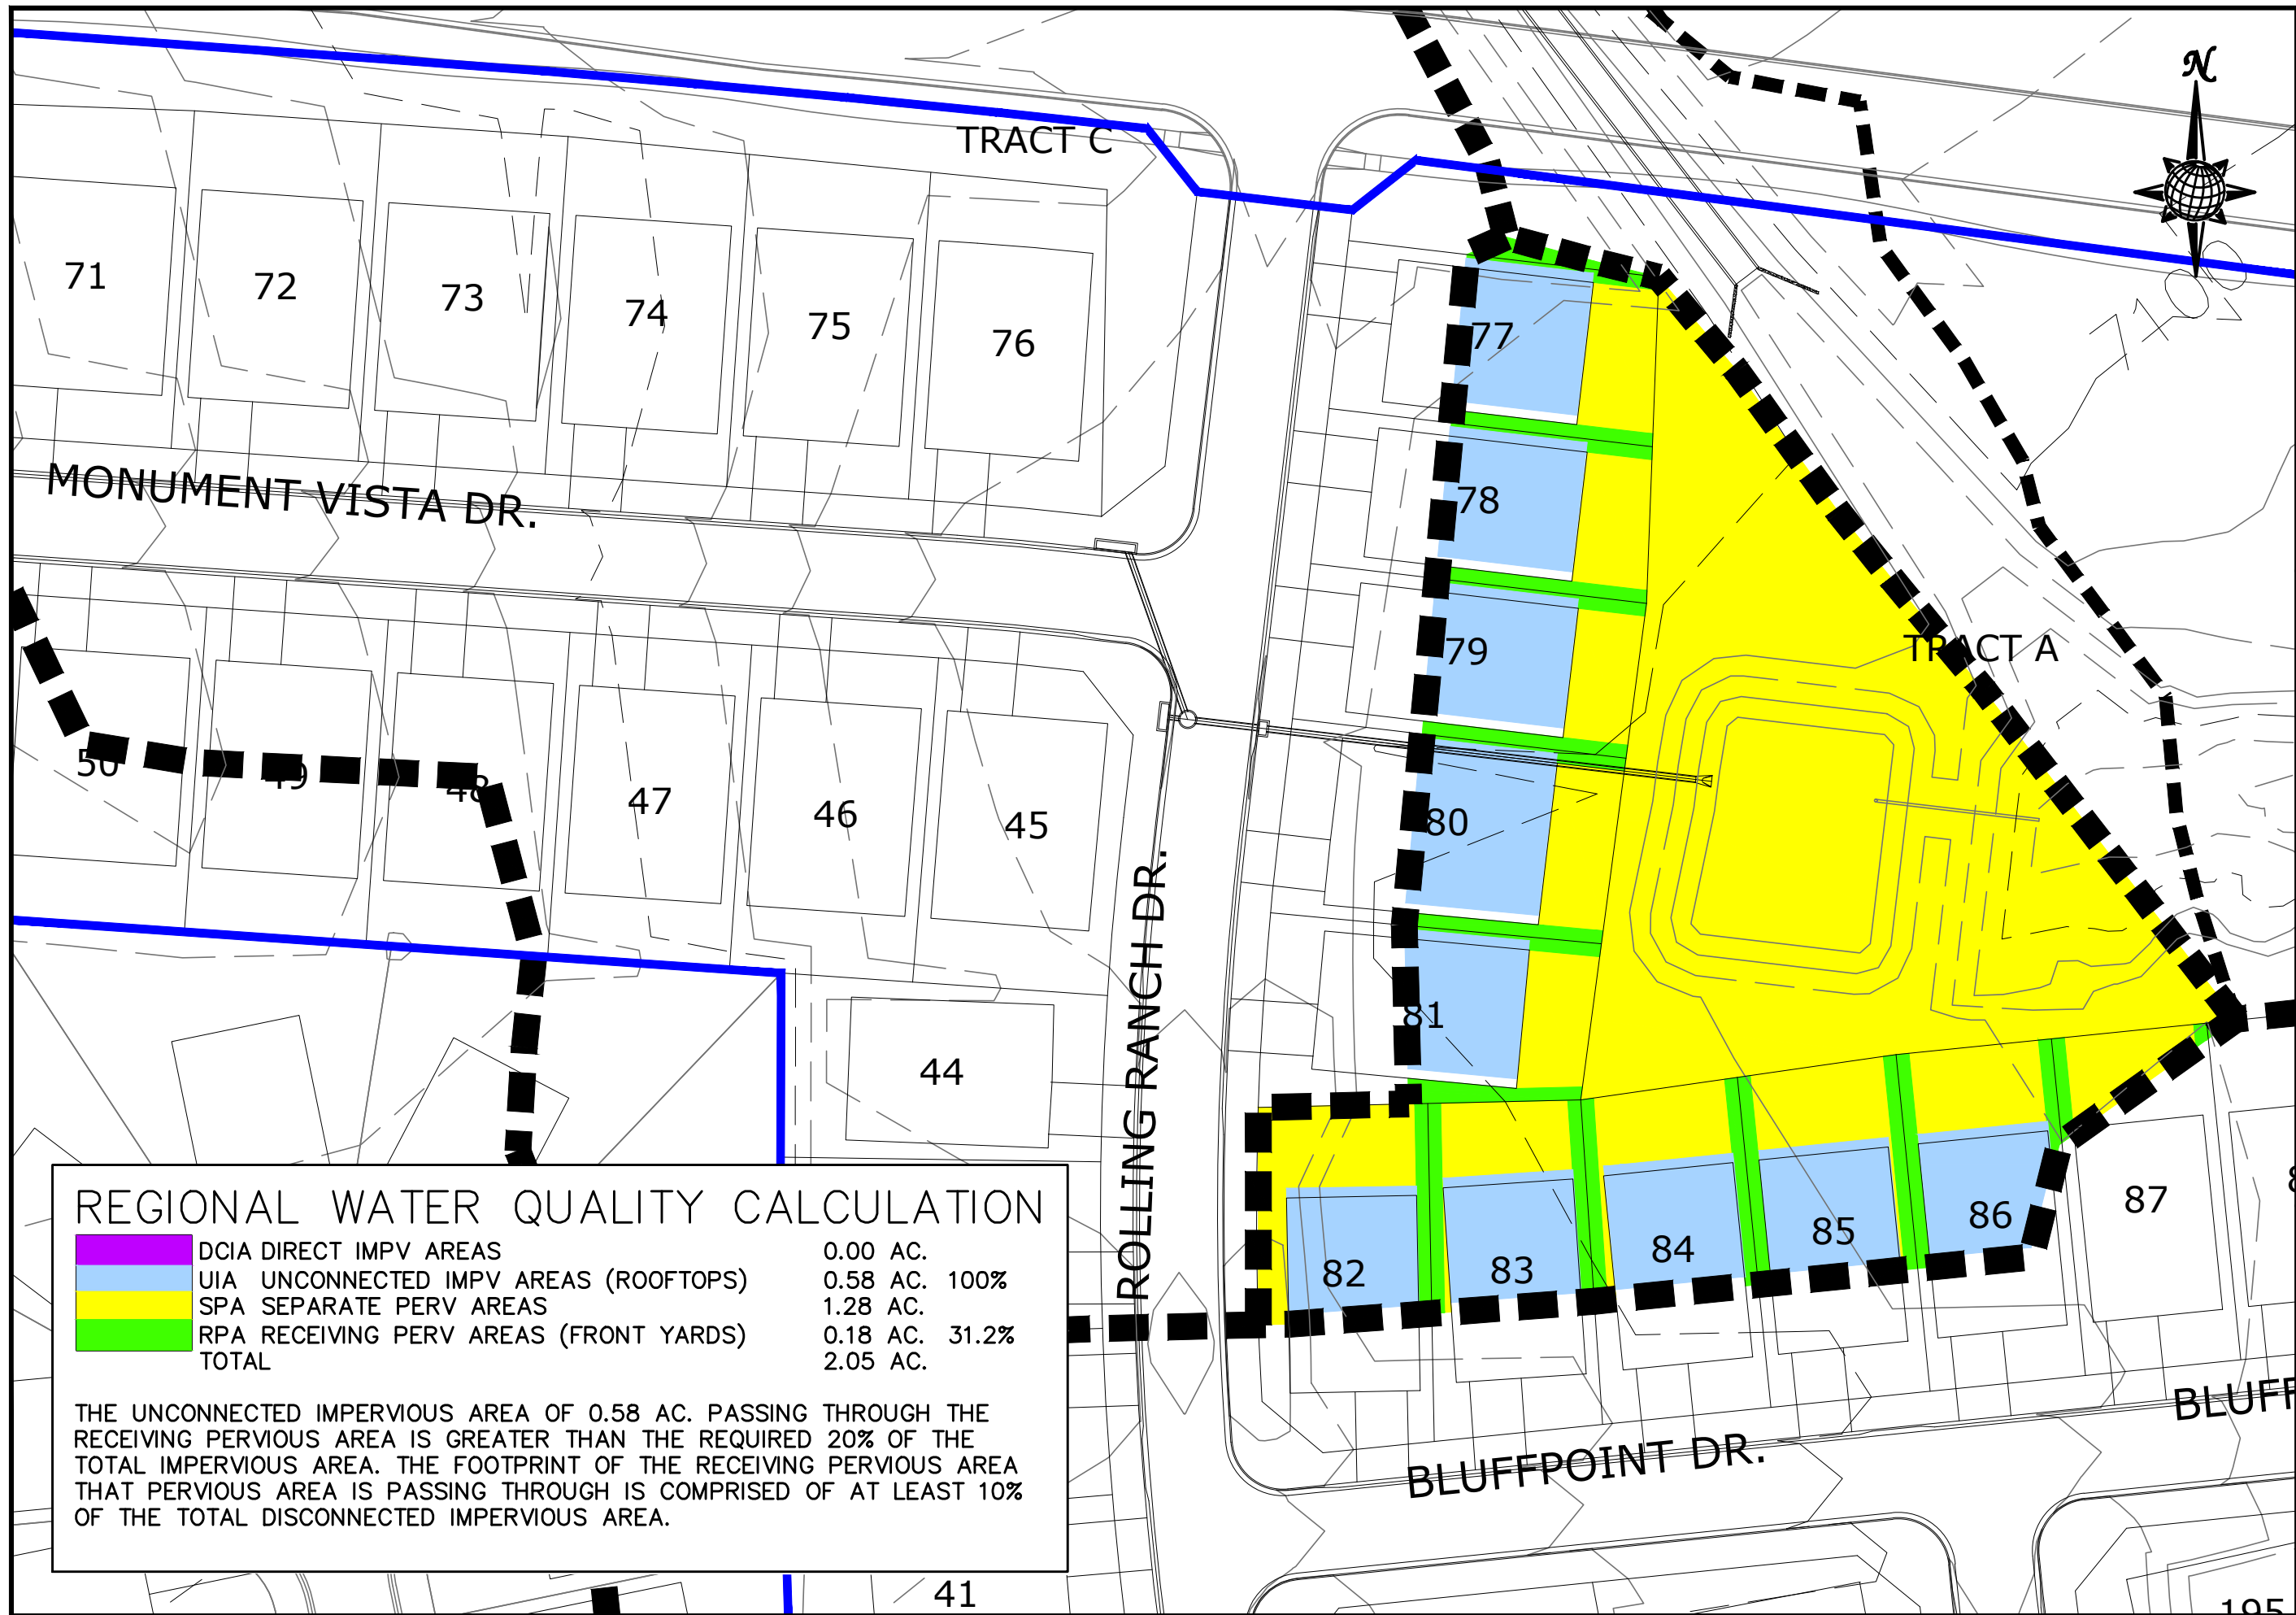 N
TRACT C
71
72
73
74
75
76
77
78
79
80
81
MONUMENT VISTA DR.
TRACT A
50
49
48
47
46
45
44
ROLLING RANCH DR.
82
83
84
85
86
87
BLUFFPOINT DR.
BLUFF
41
195
REGIONAL WATER QUALITY CALCULATION
DCIA DIRECT IMPV AREAS 0.00 AC.
UIA UNCONNECTED IMPV AREAS (ROOFTOPS) 0.58 AC. 100%
SPA SEPARATE PERV AREAS 1.28 AC.
RPA RECEIVING PERV AREAS (FRONT YARDS) 0.18 AC. 31.2%
TOTAL 2.05 AC.
THE UNCONNECTED IMPERVIOUS AREA OF 0.58 AC. PASSING THROUGH THE
RECEIVING PERVIOUS AREA IS GREATER THAN THE REQUIRED 20% OF THE
TOTAL IMPERVIOUS AREA. THE FOOTPRINT OF THE RECEIVING PERVIOUS AREA
THAT PERVIOUS AREA IS PASSING THROUGH IS COMPRISED OF AT LEAST 10%
OF THE TOTAL DISCONNECTED IMPERVIOUS AREA.